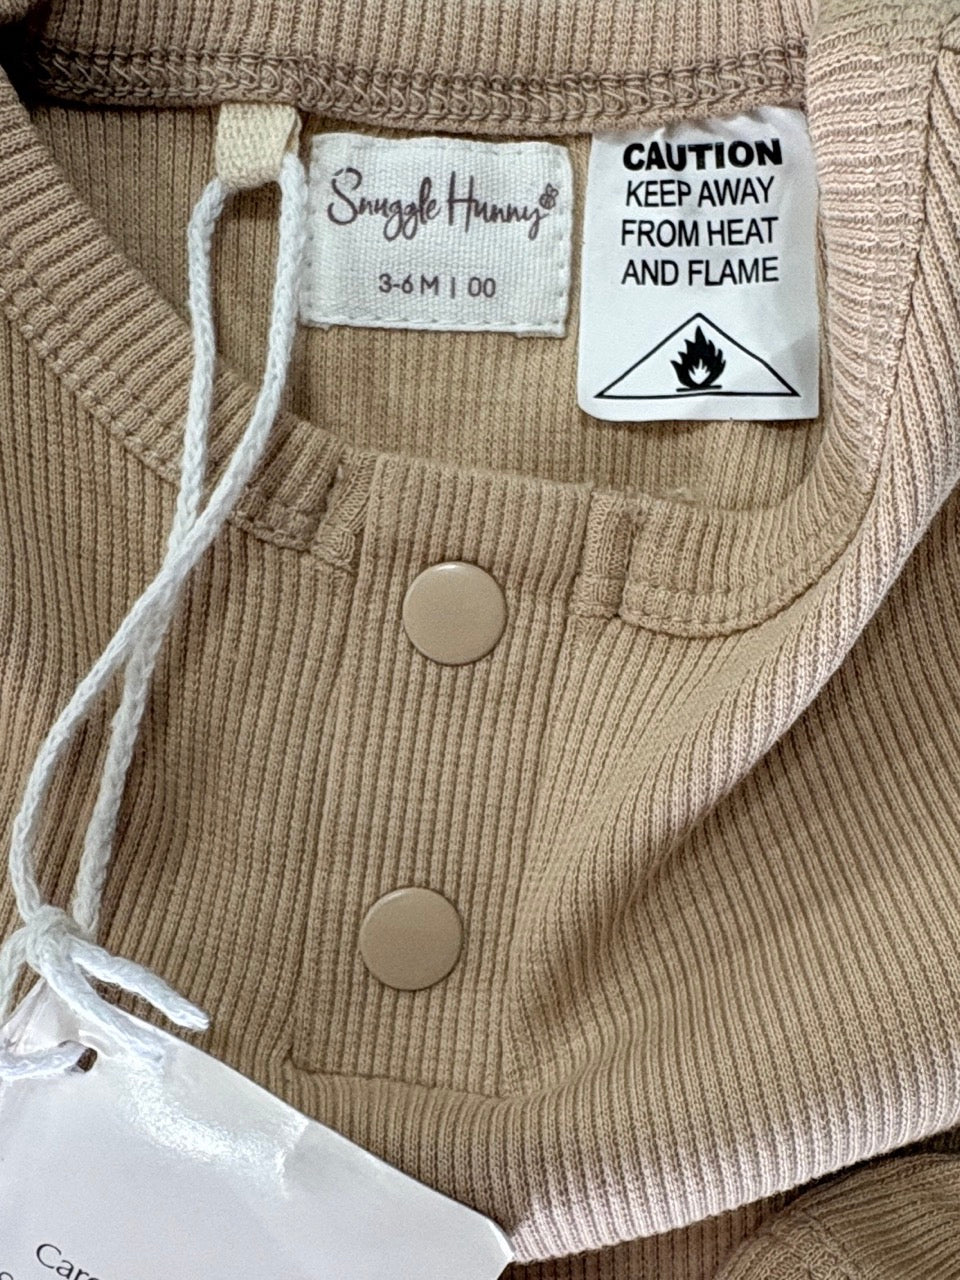 Snuggle Hunny
3-6 M | 00
CAUTION
KEEP AWAY
FROM HEAT
AND FLAME